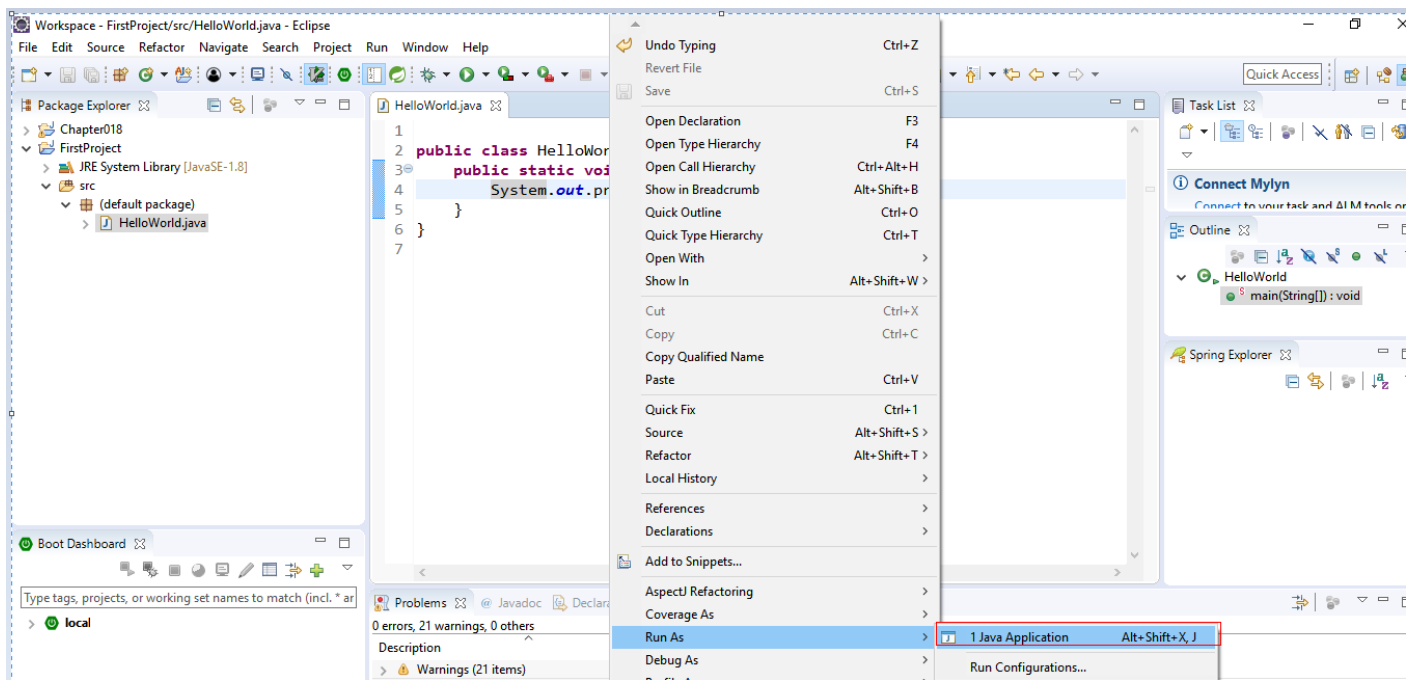 Workspace - FirstProject/src/HelloWorld.java - Eclipse
File Edit Source Refactor Navigate Search Project Run Window Help
Quick Access
Package Explorer
Chapter018
FirstProject
JRE System Library [JavaSE-1.8]
src
(default package)
HelloWorld.java
HelloWorld.java
1
2 public class HelloWor
3 public static voi
4 System.out.pr
5 }
6 }
7
Undo Typing Ctrl+Z
Revert File
Save Ctrl+S
Open Declaration F3
Open Type Hierarchy F4
Open Call Hierarchy Ctrl+Alt+H
Show in Breadcrumb Alt+Shift+B
Quick Outline Ctrl+O
Quick Type Hierarchy Ctrl+T
Open With
Show In Alt+Shift+W
Cut Ctrl+X
Copy Ctrl+C
Copy Qualified Name
Paste Ctrl+V
Quick Fix Ctrl+1
Source Alt+Shift+S
Refactor Alt+Shift+T
Local History
References
Declarations
Add to Snippets...
AspectJ Refactoring
Coverage As
Run As
Debug As
1 Java Application Alt+Shift+X, J
Run Configurations...
Task List
Connect Mylyn
Connect to your task and ALM tools or
Outline
HelloWorld
main(String[]) : void
Spring Explorer
Boot Dashboard
Type tags, projects, or working set names to match (incl. * ar
local
Problems @ Javadoc Declara
0 errors, 21 warnings, 0 others
Description
Warnings (21 items)